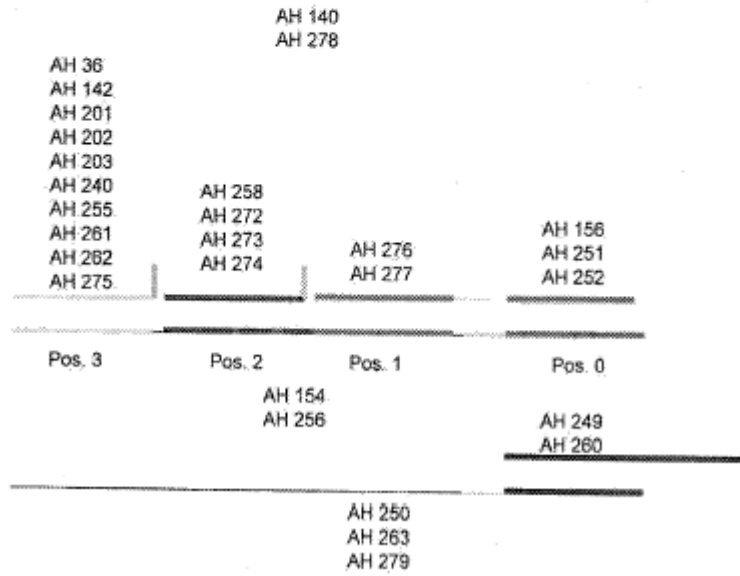 AH 140
AH 278
AH 36
AH 142
AH 201
AH 202
AH 203
AH 240
AH 255
AH 261
AH 262
AH 275
AH 258
AH 272
AH 273
AH 274
AH 276
AH 277
AH 156
AH 251
AH 252
Pos. 3
Pos. 2
Pos. 1
Pos. 0
AH 154
AH 256
AH 249
AH 260
AH 250
AH 263
AH 279